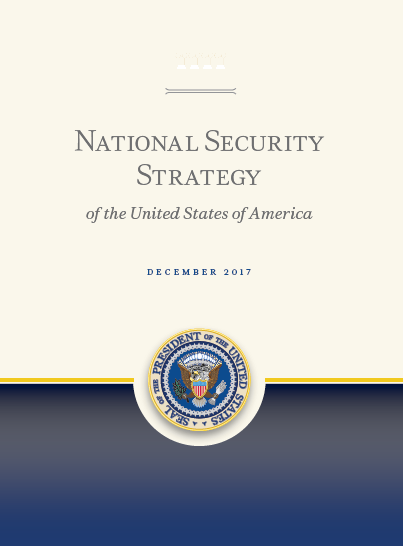 National Security
Strategy
of the United States of America
DECEMBER 2017
SEAL OF THE PRESIDENT OF THE UNITED STATES